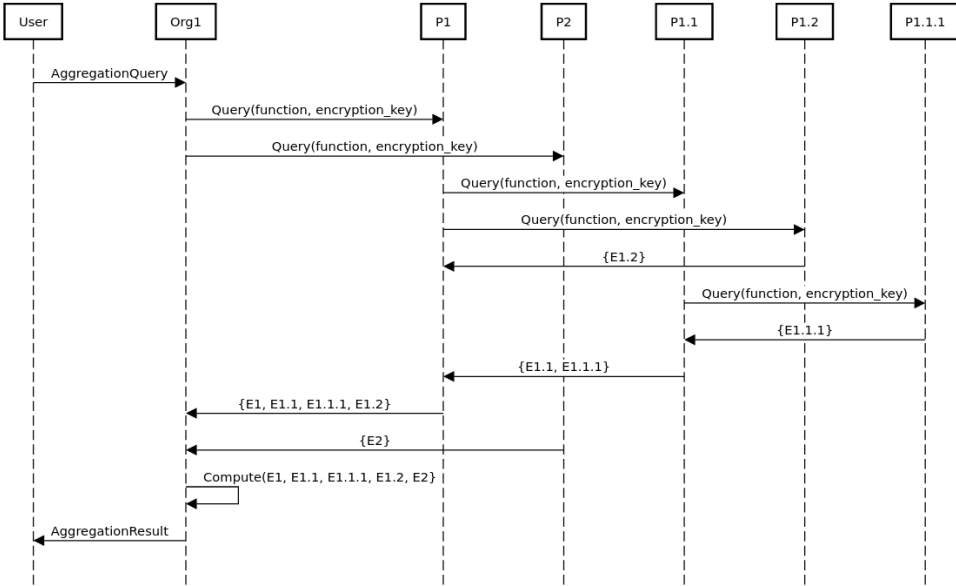 User Org1 P1 P2 P1.1 P1.2 P1.1.1
AggregationQuery
Query(function, encryption_key)
Query(function, encryption_key)
Query(function, encryption_key)
Query(function, encryption_key)
{E1.2}
Query(function, encryption_key)
{E1.1.1}
{E1.1, E1.1.1}
{E1, E1.1, E1.1.1, E1.2}
{E2}
Compute(E1, E1.1, E1.1.1, E1.2, E2}
AggregationResult